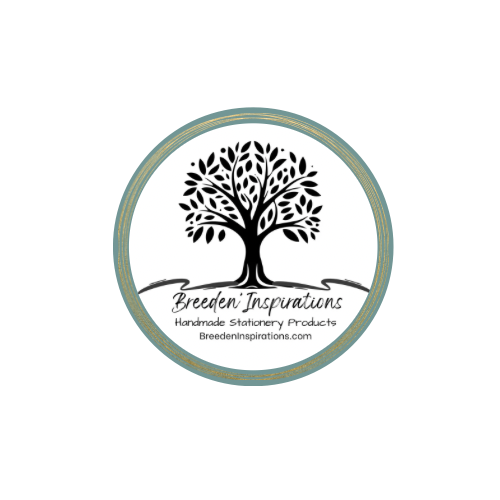 Breeden' Inspirations
Handmade Stationery Products
BreedenInspirations.com